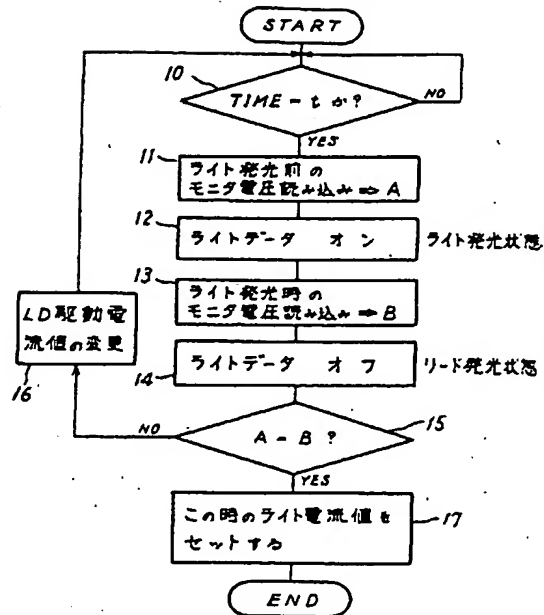 START
10
TIME = t か?
NO
YES
11
ライト発光前の
モニタ電圧読み込み⇒A
12
ライトデータ オン
ライト発光状態
13
ライト発光時の
モニタ電圧読み込み⇒B
LD駆動電
流値の変更
16
14
ライトデータ オフ
リード発光状態
15
NO
A = B ?
YES
この時のライト電流値を
セットする
17
END